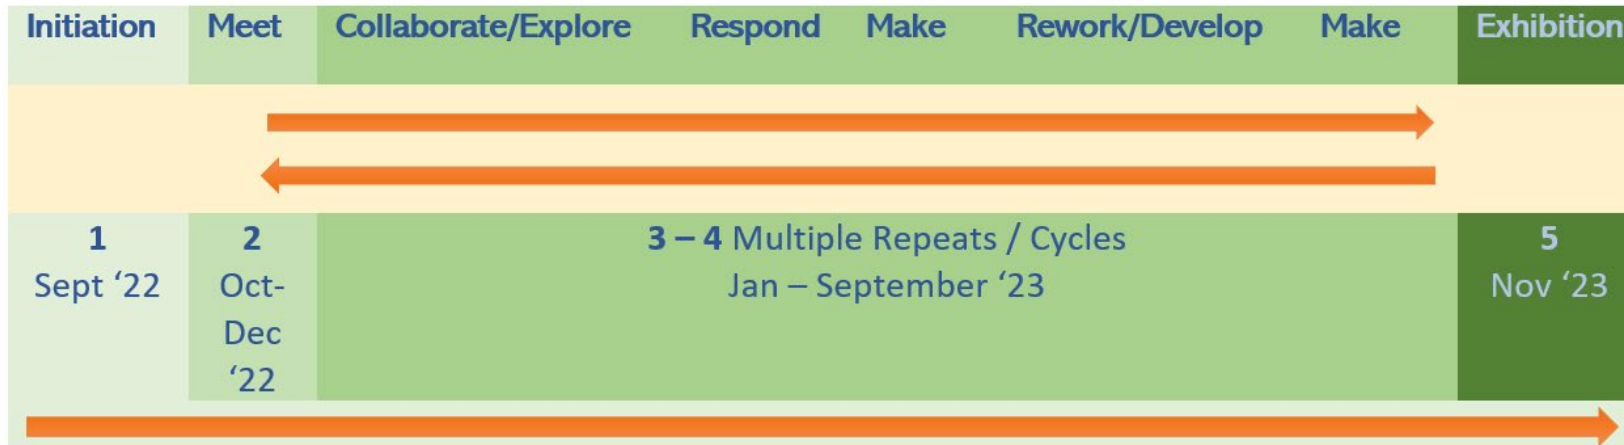 Initiation Meet Collaborate/Explore Respond Make Rework/Develop Make Exhibition
1
Sept ‘22
2
Oct-
Dec
‘22
3 – 4 Multiple Repeats / Cycles
Jan – September ‘23
5
Nov ‘23